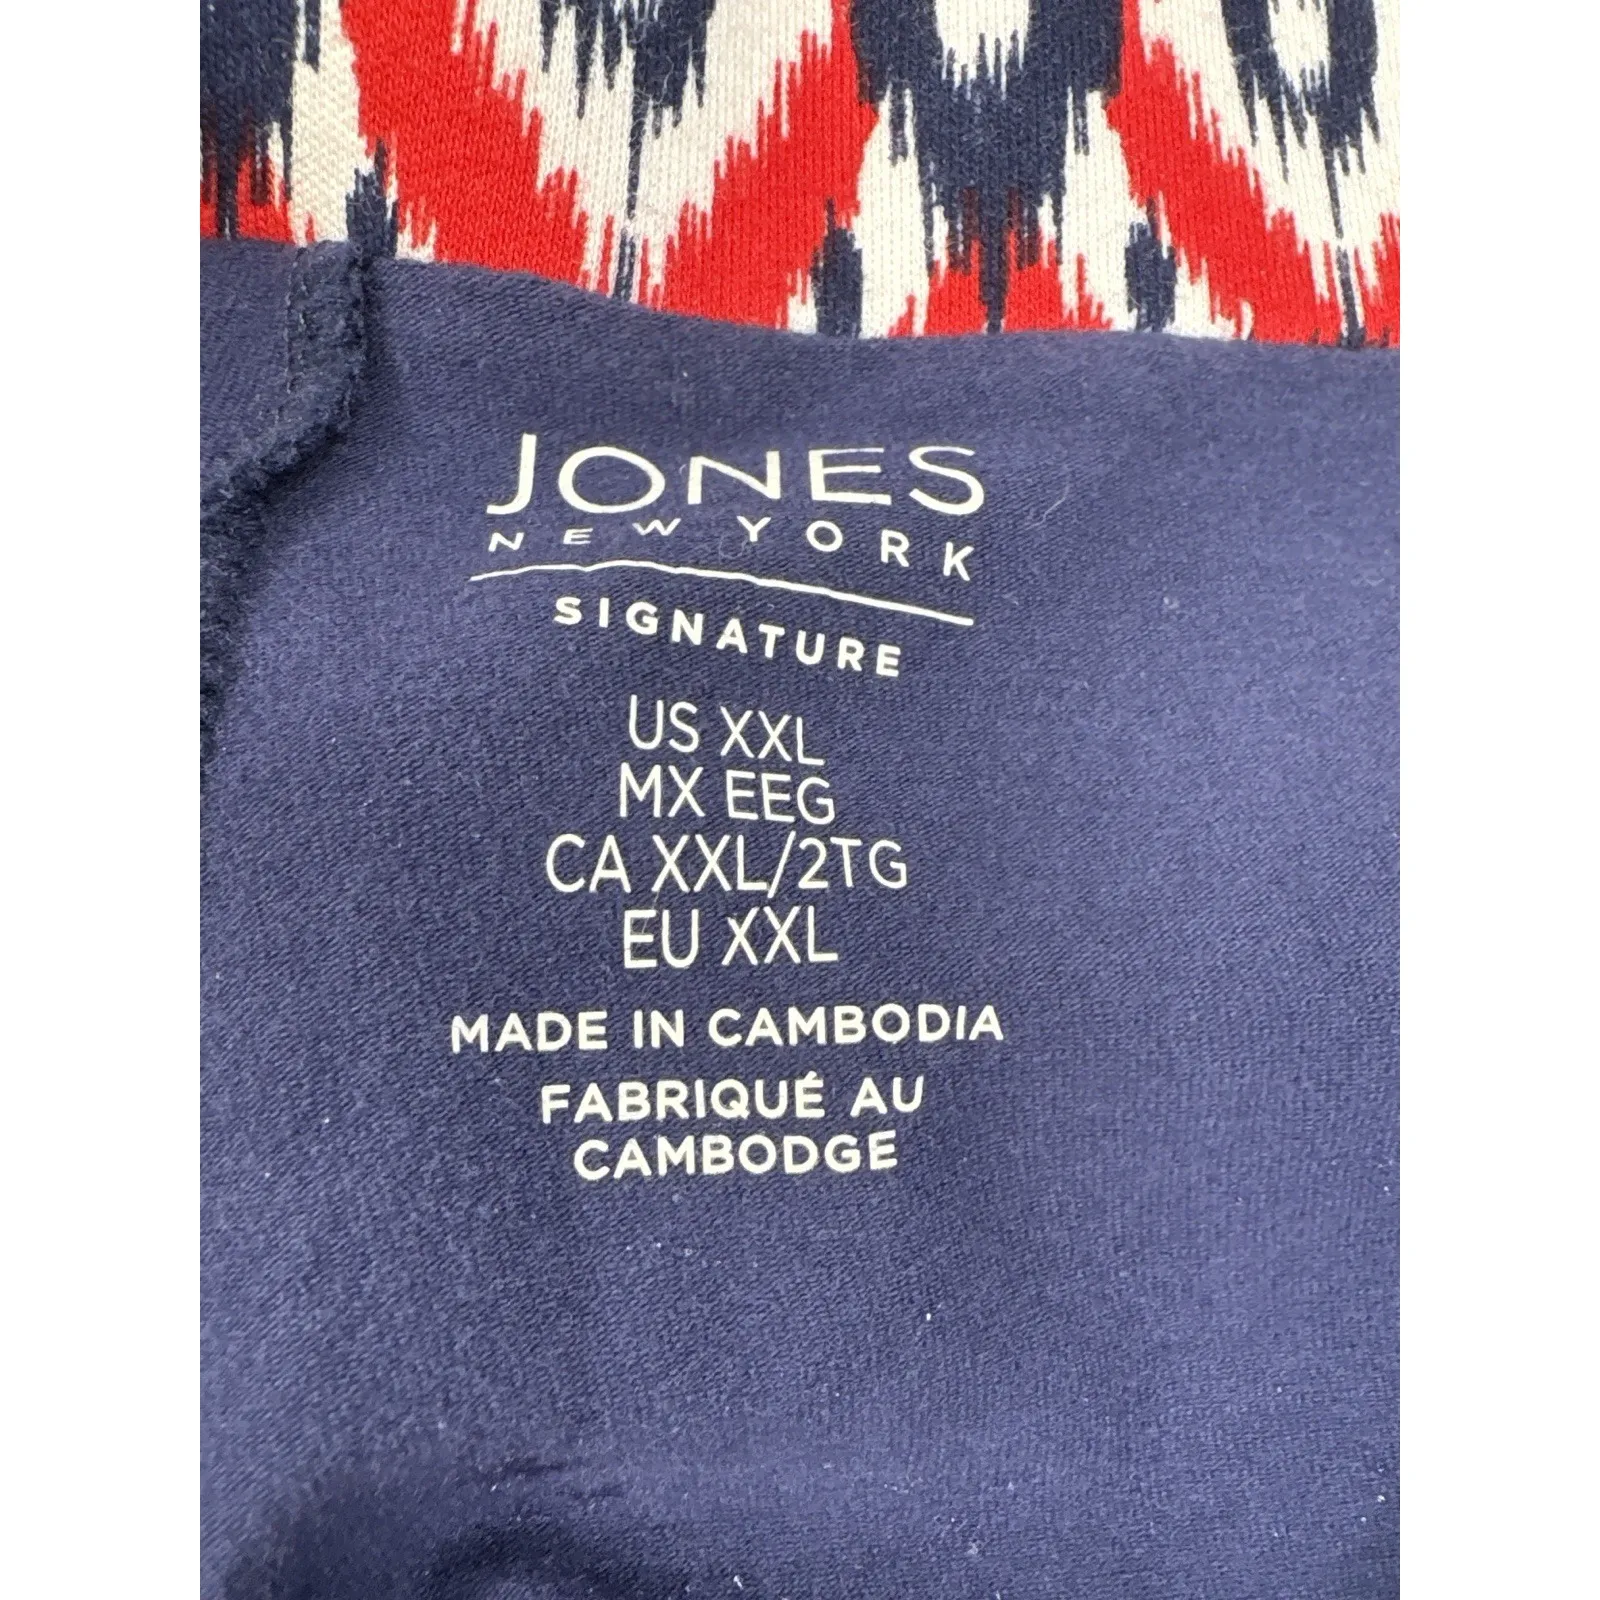 JONES
NEW YORK
SIGNATURE
US XXL
MX EEG
CA XXL/2TG
EU XXL
MADE IN CAMBODIA
FABRIQUÉ AU
CAMBODGE